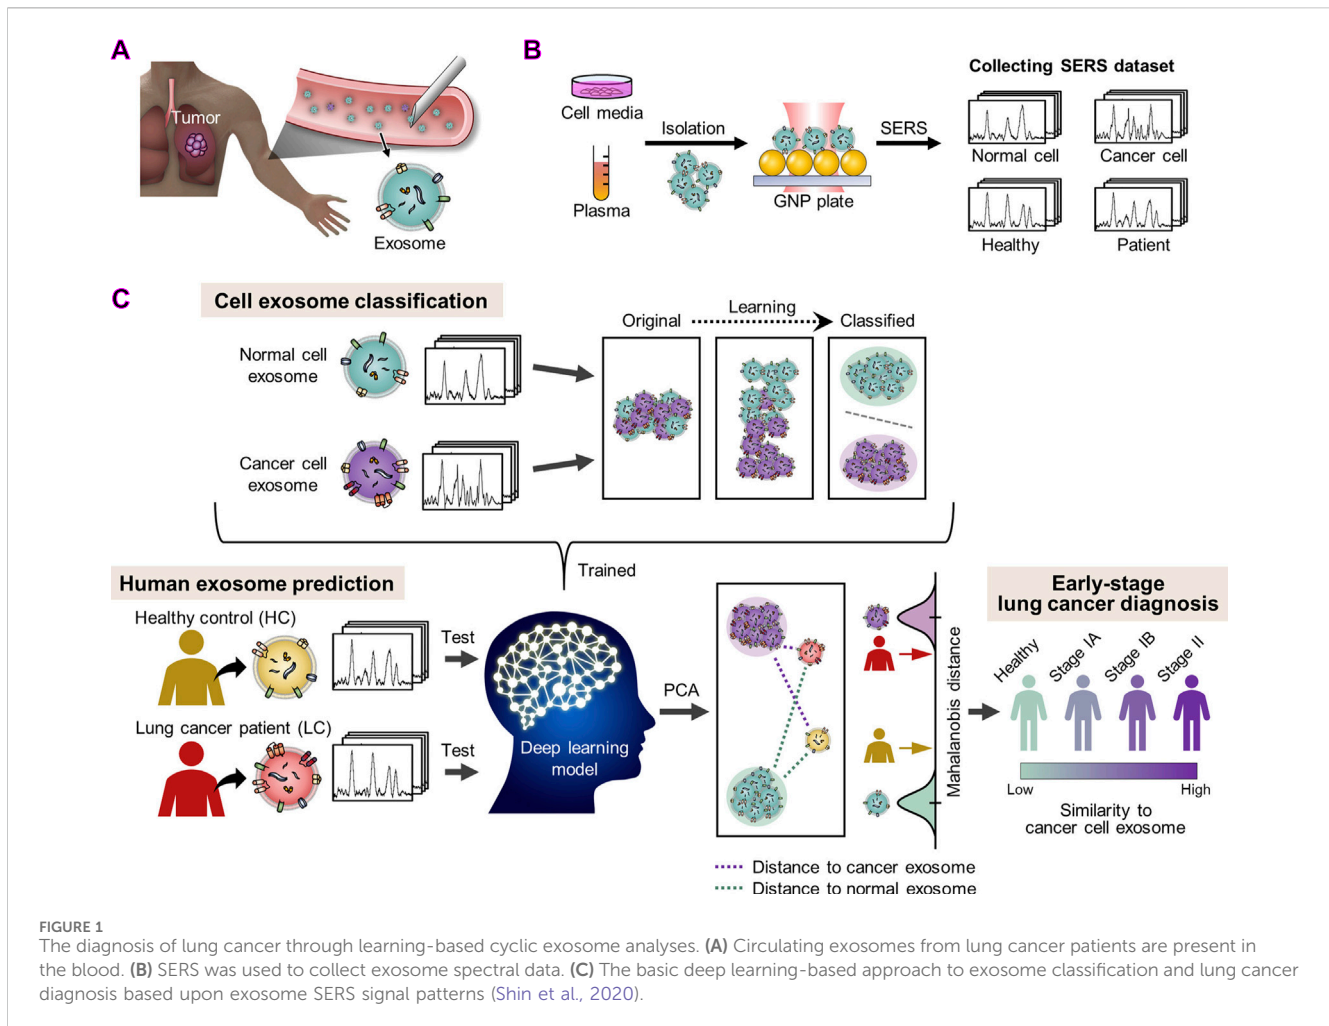 A
Tumor
Exosome
B
Cell media
Plasma
Isolation
GNP plate
SERS
Collecting SERS dataset
Normal cell
Cancer cell
Healthy
Patient
C
Cell exosome classification
Normal cell
exosome
Cancer cell
exosome
Original
Learning
Classified
Trained
Human exosome prediction
Healthy control (HC)
Test
Lung cancer patient (LC)
Test
Deep learning
model
PCA
Mahalanobis distance
Distance to cancer exosome
Distance to normal exosome
Early-stage
lung cancer diagnosis
Healthy
Stage IA
Stage IB
Stage II
Low
High
Similarity to
cancer cell exosome
FIGURE 1
The diagnosis of lung cancer through learning-based cyclic exosome analyses. (A) Circulating exosomes from lung cancer patients are present in
the blood. (B) SERS was used to collect exosome spectral data. (C) The basic deep learning-based approach to exosome classification and lung cancer
diagnosis based upon exosome SERS signal patterns (Shin et al., 2020).